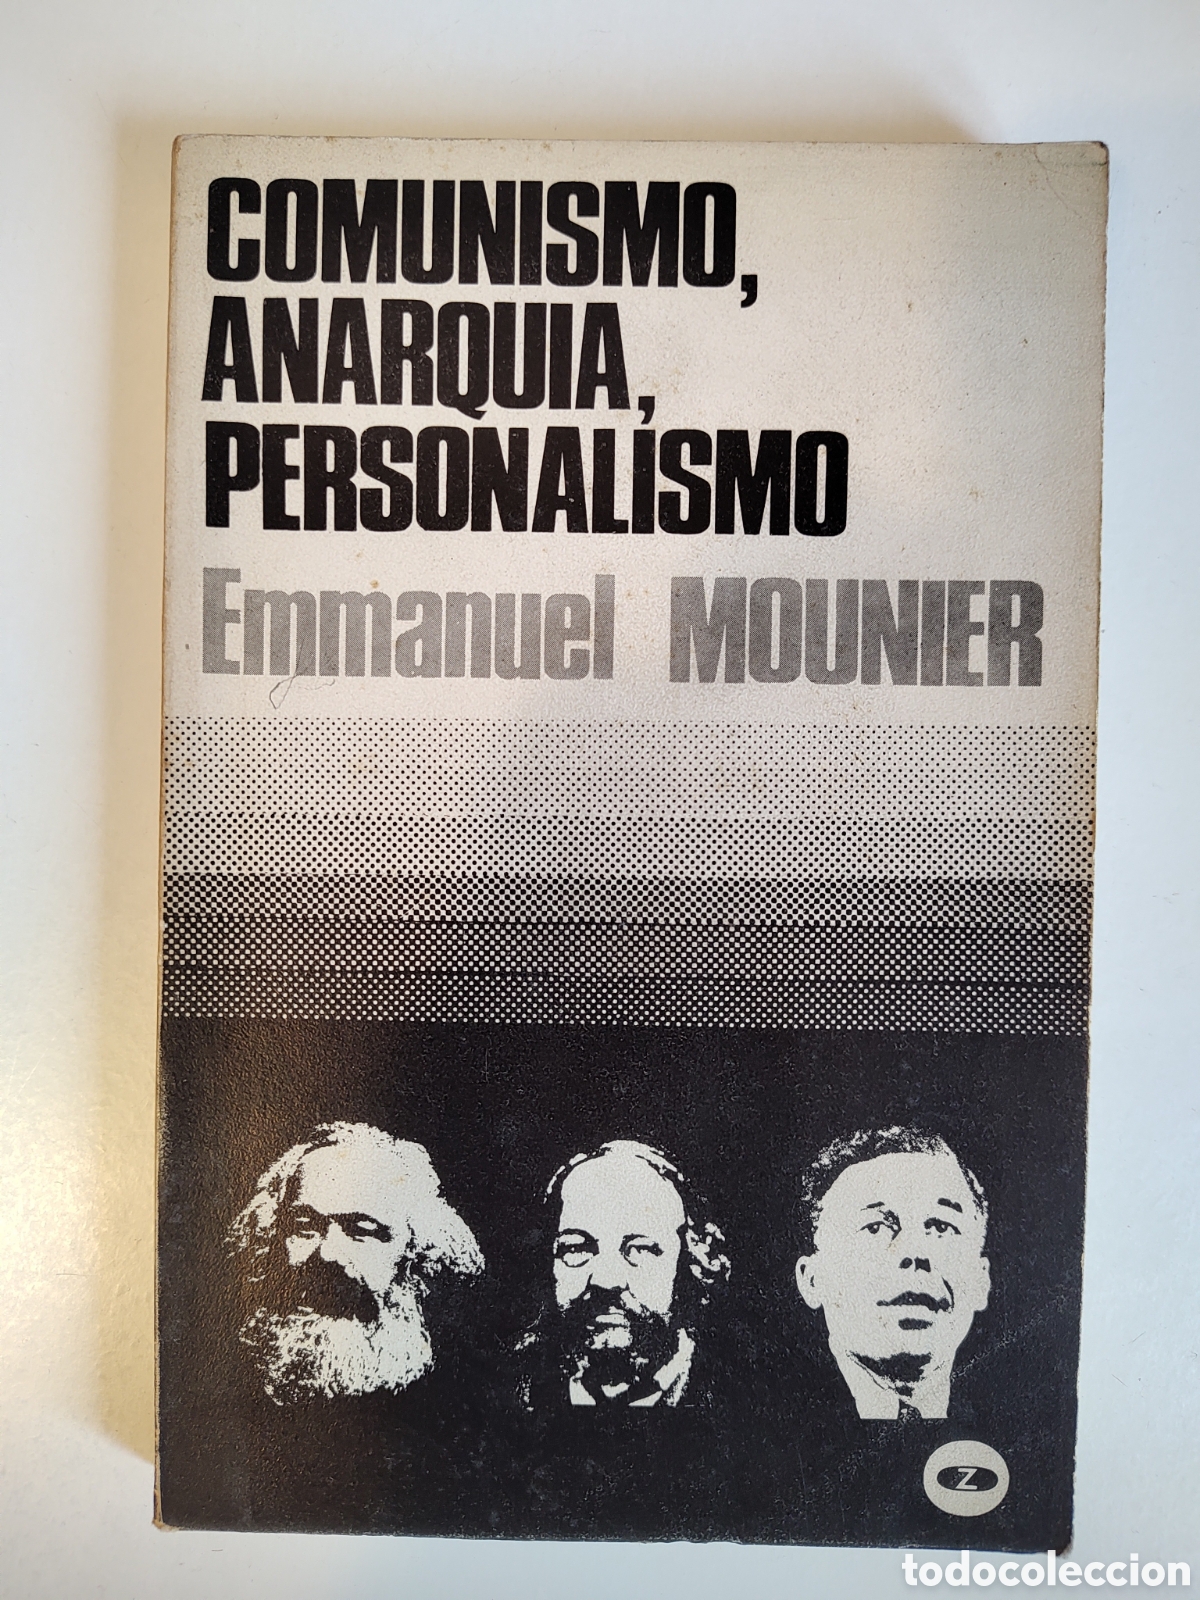 COMUNISMO,
ANARQUIA,
PERSONALISMO
Emmanuel MOUNIER
Z
todocoleccion